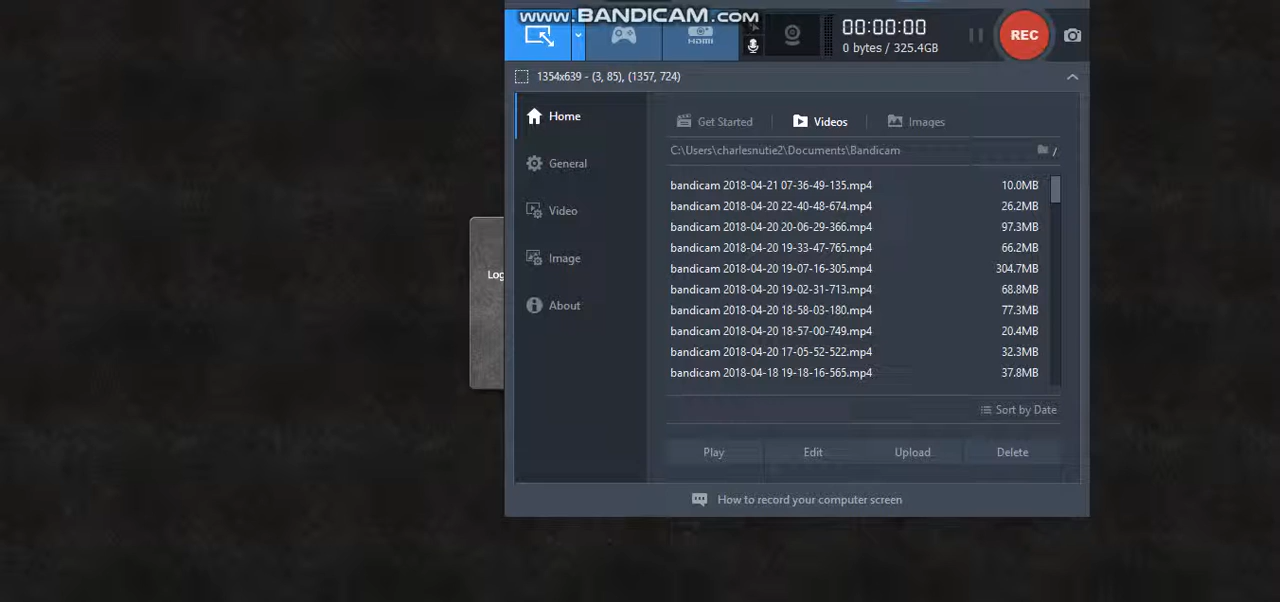 www.BANDICAM.com
HDMI
00:00:00
0 bytes / 325.4GB
REC
1354x639 - (3, 85), (1357, 724)
Home
General
Video
Image
About
Get Started
Videos
Images
C:\Users\charlesnutie2\Documents\Bandicam
/
bandicam 2018-04-21 07-36-49-135.mp4 10.0MB
bandicam 2018-04-20 22-40-48-674.mp4 26.2MB
bandicam 2018-04-20 20-06-29-366.mp4 97.3MB
bandicam 2018-04-20 19-33-47-765.mp4 66.2MB
bandicam 2018-04-20 19-07-16-305.mp4 304.7MB
bandicam 2018-04-20 19-02-31-713.mp4 68.8MB
bandicam 2018-04-20 18-58-03-180.mp4 77.3MB
bandicam 2018-04-20 18-57-00-749.mp4 20.4MB
bandicam 2018-04-20 17-05-52-522.mp4 32.3MB
bandicam 2018-04-18 19-18-16-565.mp4 37.8MB
Log
Sort by Date
Play Edit Upload Delete
How to record your computer screen